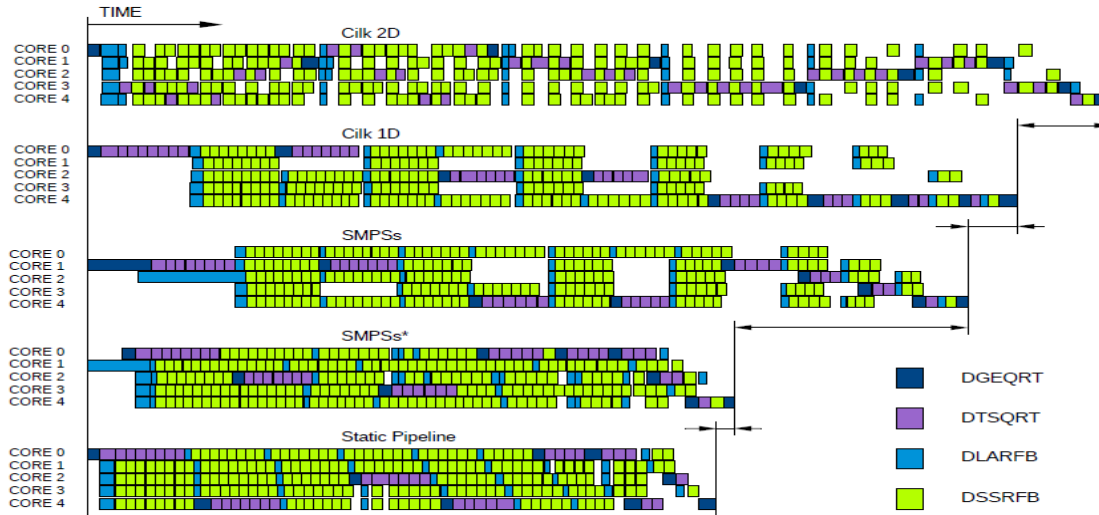 TIME
Cilk 2D
CORE 0
CORE 1
CORE 2
CORE 3
CORE 4
Cilk 1D
CORE 0
CORE 1
CORE 2
CORE 3
CORE 4
SMPSs
CORE 0
CORE 1
CORE 2
CORE 3
CORE 4
SMPSs*
CORE 0
CORE 1
CORE 2
CORE 3
CORE 4
Static Pipeline
CORE 0
CORE 1
CORE 2
CORE 3
CORE 4
DGEQRT
DTSQRT
DLARFB
DSSRFB